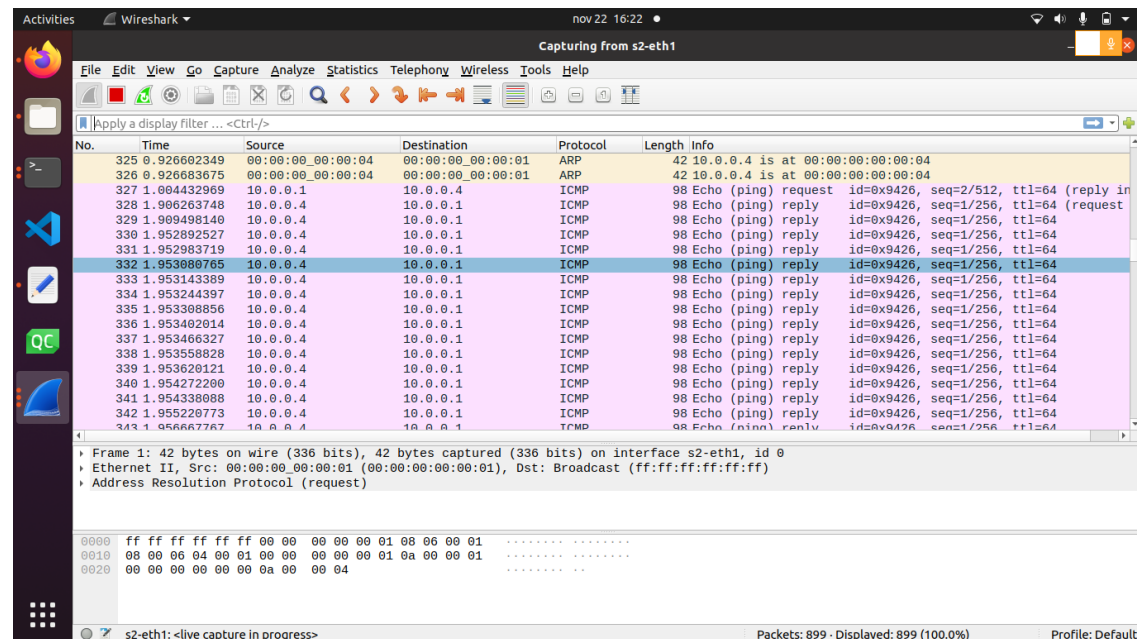 Activities Wireshark nov 22 16:22
Capturing from s2-eth1
File Edit View Go Capture Analyze Statistics Telephony Wireless Tools Help
Apply a display filter … <Ctrl-/>
No. Time Source Destination Protocol Length Info
325 0.926602349 00:00:00_00:00:04 00:00:00_00:00:01 ARP 42 10.0.0.4 is at 00:00:00:00:00:04
326 0.926683675 00:00:00_00:00:04 00:00:00_00:00:01 ARP 42 10.0.0.4 is at 00:00:00:00:00:04
327 1.004432969 10.0.0.1 10.0.0.4 ICMP 98 Echo (ping) request id=0x9426, seq=2/512, ttl=64 (reply in
328 1.906263748 10.0.0.4 10.0.0.1 ICMP 98 Echo (ping) reply id=0x9426, seq=2/512, ttl=64 (request
329 1.909498140 10.0.0.4 10.0.0.1 ICMP 98 Echo (ping) reply id=0x9426, seq=1/256, ttl=64
330 1.952892527 10.0.0.4 10.0.0.1 ICMP 98 Echo (ping) reply id=0x9426, seq=1/256, ttl=64
331 1.952983719 10.0.0.4 10.0.0.1 ICMP 98 Echo (ping) reply id=0x9426, seq=1/256, ttl=64
332 1.953080765 10.0.0.4 10.0.0.1 ICMP 98 Echo (ping) reply id=0x9426, seq=1/256, ttl=64
333 1.953143389 10.0.0.4 10.0.0.1 ICMP 98 Echo (ping) reply id=0x9426, seq=1/256, ttl=64
334 1.953244397 10.0.0.4 10.0.0.1 ICMP 98 Echo (ping) reply id=0x9426, seq=1/256, ttl=64
335 1.953308856 10.0.0.4 10.0.0.1 ICMP 98 Echo (ping) reply id=0x9426, seq=1/256, ttl=64
336 1.953402014 10.0.0.4 10.0.0.1 ICMP 98 Echo (ping) reply id=0x9426, seq=1/256, ttl=64
337 1.953466327 10.0.0.4 10.0.0.1 ICMP 98 Echo (ping) reply id=0x9426, seq=1/256, ttl=64
338 1.953558828 10.0.0.4 10.0.0.1 ICMP 98 Echo (ping) reply id=0x9426, seq=1/256, ttl=64
339 1.953620121 10.0.0.4 10.0.0.1 ICMP 98 Echo (ping) reply id=0x9426, seq=1/256, ttl=64
340 1.954272200 10.0.0.4 10.0.0.1 ICMP 98 Echo (ping) reply id=0x9426, seq=1/256, ttl=64
341 1.954338088 10.0.0.4 10.0.0.1 ICMP 98 Echo (ping) reply id=0x9426, seq=1/256, ttl=64
342 1.955220773 10.0.0.4 10.0.0.1 ICMP 98 Echo (ping) reply id=0x9426, seq=1/256, ttl=64
343 1.956667767 10.0.0.4 10.0.0.1 ICMP 98 Echo (ping) reply id=0x9426, seq=1/256, ttl=64
Frame 1: 42 bytes on wire (336 bits), 42 bytes captured (336 bits) on interface s2-eth1, id 0
Ethernet II, Src: 00:00:00_00:00:01 (00:00:00:00:00:01), Dst: Broadcast (ff:ff:ff:ff:ff:ff)
Address Resolution Protocol (request)
0000 ff ff ff ff ff ff 00 00 00 00 00 01 08 06 00 01 ········ ········
0010 08 00 06 04 00 01 00 00 00 00 00 01 0a 00 00 01 ········ ········
0020 00 00 00 00 00 00 0a 00 00 04 ········ ··
s2-eth1: <live capture in progress> Packets: 899 · Displayed: 899 (100.0%) Profile: Default
QC